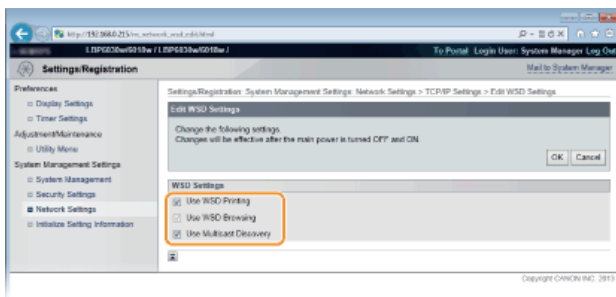 LBP6030w/6018w / LBP6030w/6018w /
To Portal Login User: System Manager Log Out
Settings/Registration
Mail to System Manager
Preferences
Display Settings
Timer Settings
Adjustment/Maintenance
Utility Menu
System Management Settings
System Management
Security Settings
Network Settings
Initialize Setting Information
Settings/Registration: System Management Settings: Network Settings > TCP/IP Settings > Edit WSD Settings
Edit WSD Settings
Change the following settings.
Changes will be effective after the main power is turned OFF and ON.
OK Cancel
WSD Settings
Use WSD Printing
Use WSD Browsing
Use Multicast Discovery
Copyright CANON INC. 2013